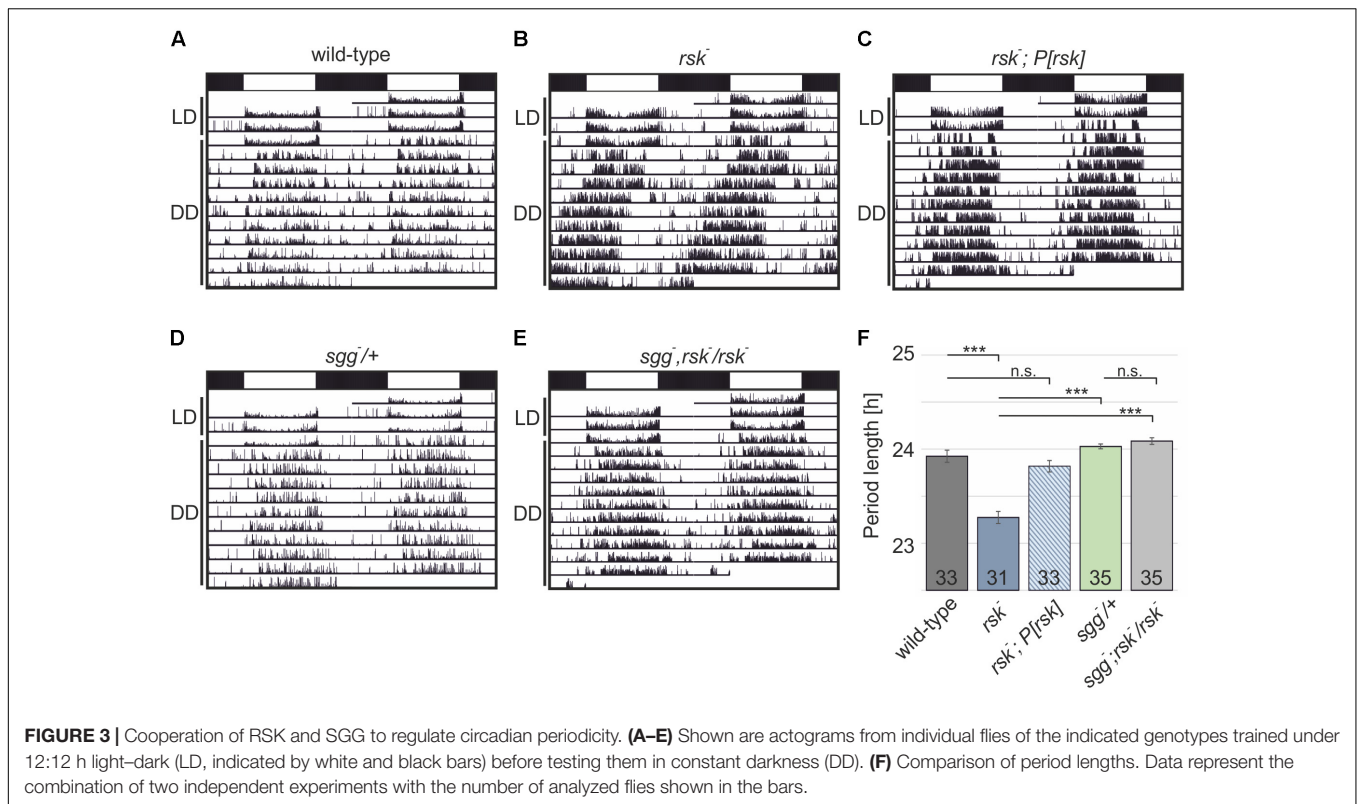 A
wild-type
LD
DD
B
rsk-
LD
DD
C
rsk-; P[rsk]
LD
DD
D
sgg-/+
LD
DD
E
sgg-,rsk-/rsk-
LD
DD
F
25
24
23
Period length [h]
***
n.s.
n.s.
***
***
33 31 33 35 35
wild-type
rsk-
rsk-; P[rsk]
sgg-/+
sgg-;rsk-/rsk-
FIGURE 3 | Cooperation of RSK and SGG to regulate circadian periodicity. (A–E) Shown are actograms from individual flies of the indicated genotypes trained under
12:12 h light–dark (LD, indicated by white and black bars) before testing them in constant darkness (DD). (F) Comparison of period lengths. Data represent the
combination of two independent experiments with the number of analyzed flies shown in the bars.